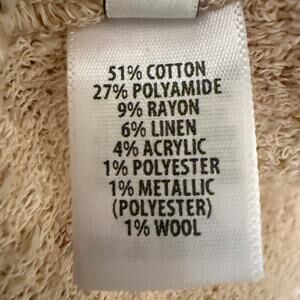 51% COTTON
27% POLYAMIDE
9% RAYON
6% LINEN
4% ACRYLIC
1% POLYESTER
1% METALLIC
(POLYESTER)
1% WOOL